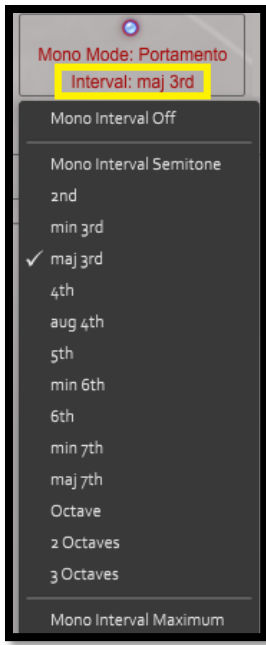 Mono Mode: Portamento
Interval: maj 3rd
Mono Interval Off
Mono Interval Semitone
2nd
min 3rd
✓ maj 3rd
4th
aug 4th
5th
min 6th
6th
min 7th
maj 7th
Octave
2 Octaves
3 Octaves
Mono Interval Maximum